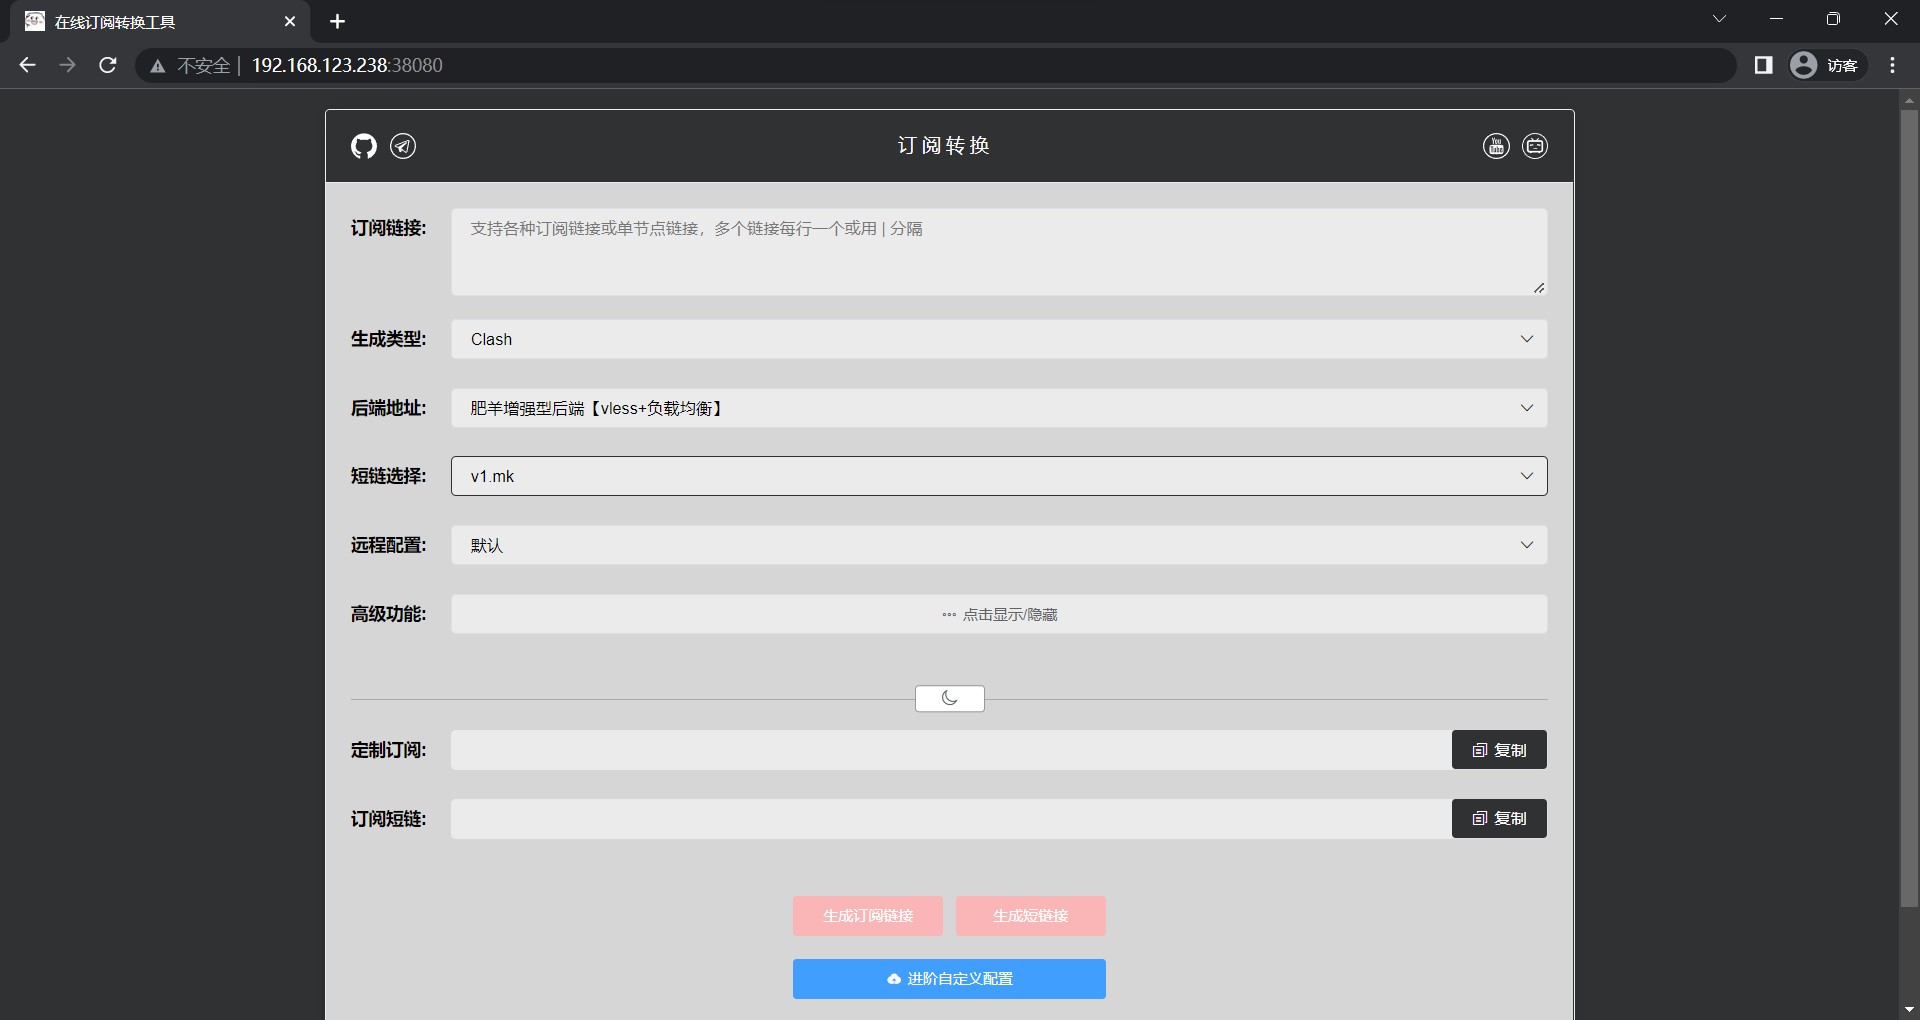 在线订阅转换工具
不安全 192.168.123.238:38080
访客
订阅转换
订阅链接:
支持各种订阅链接或单节点链接，多个链接每行一个或用 | 分隔
生成类型:
Clash
后端地址:
肥羊增强型后端【vless+负载均衡】
短链选择:
v1.mk
远程配置:
默认
高级功能:
点击显示/隐藏
定制订阅:
复制
订阅短链:
复制
生成订阅链接
生成短链接
进阶自定义配置